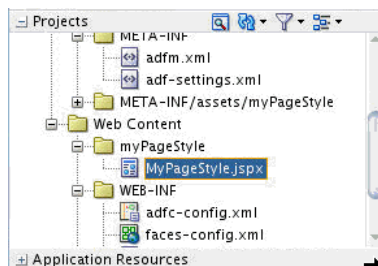 Projects
META-INF
adfm.xml
adf-settings.xml
META-INF/assets/myPageStyle
Web Content
myPageStyle
MyPageStyle.jspx
WEB-INF
adfc-config.xml
faces-config.xml
Application Resources